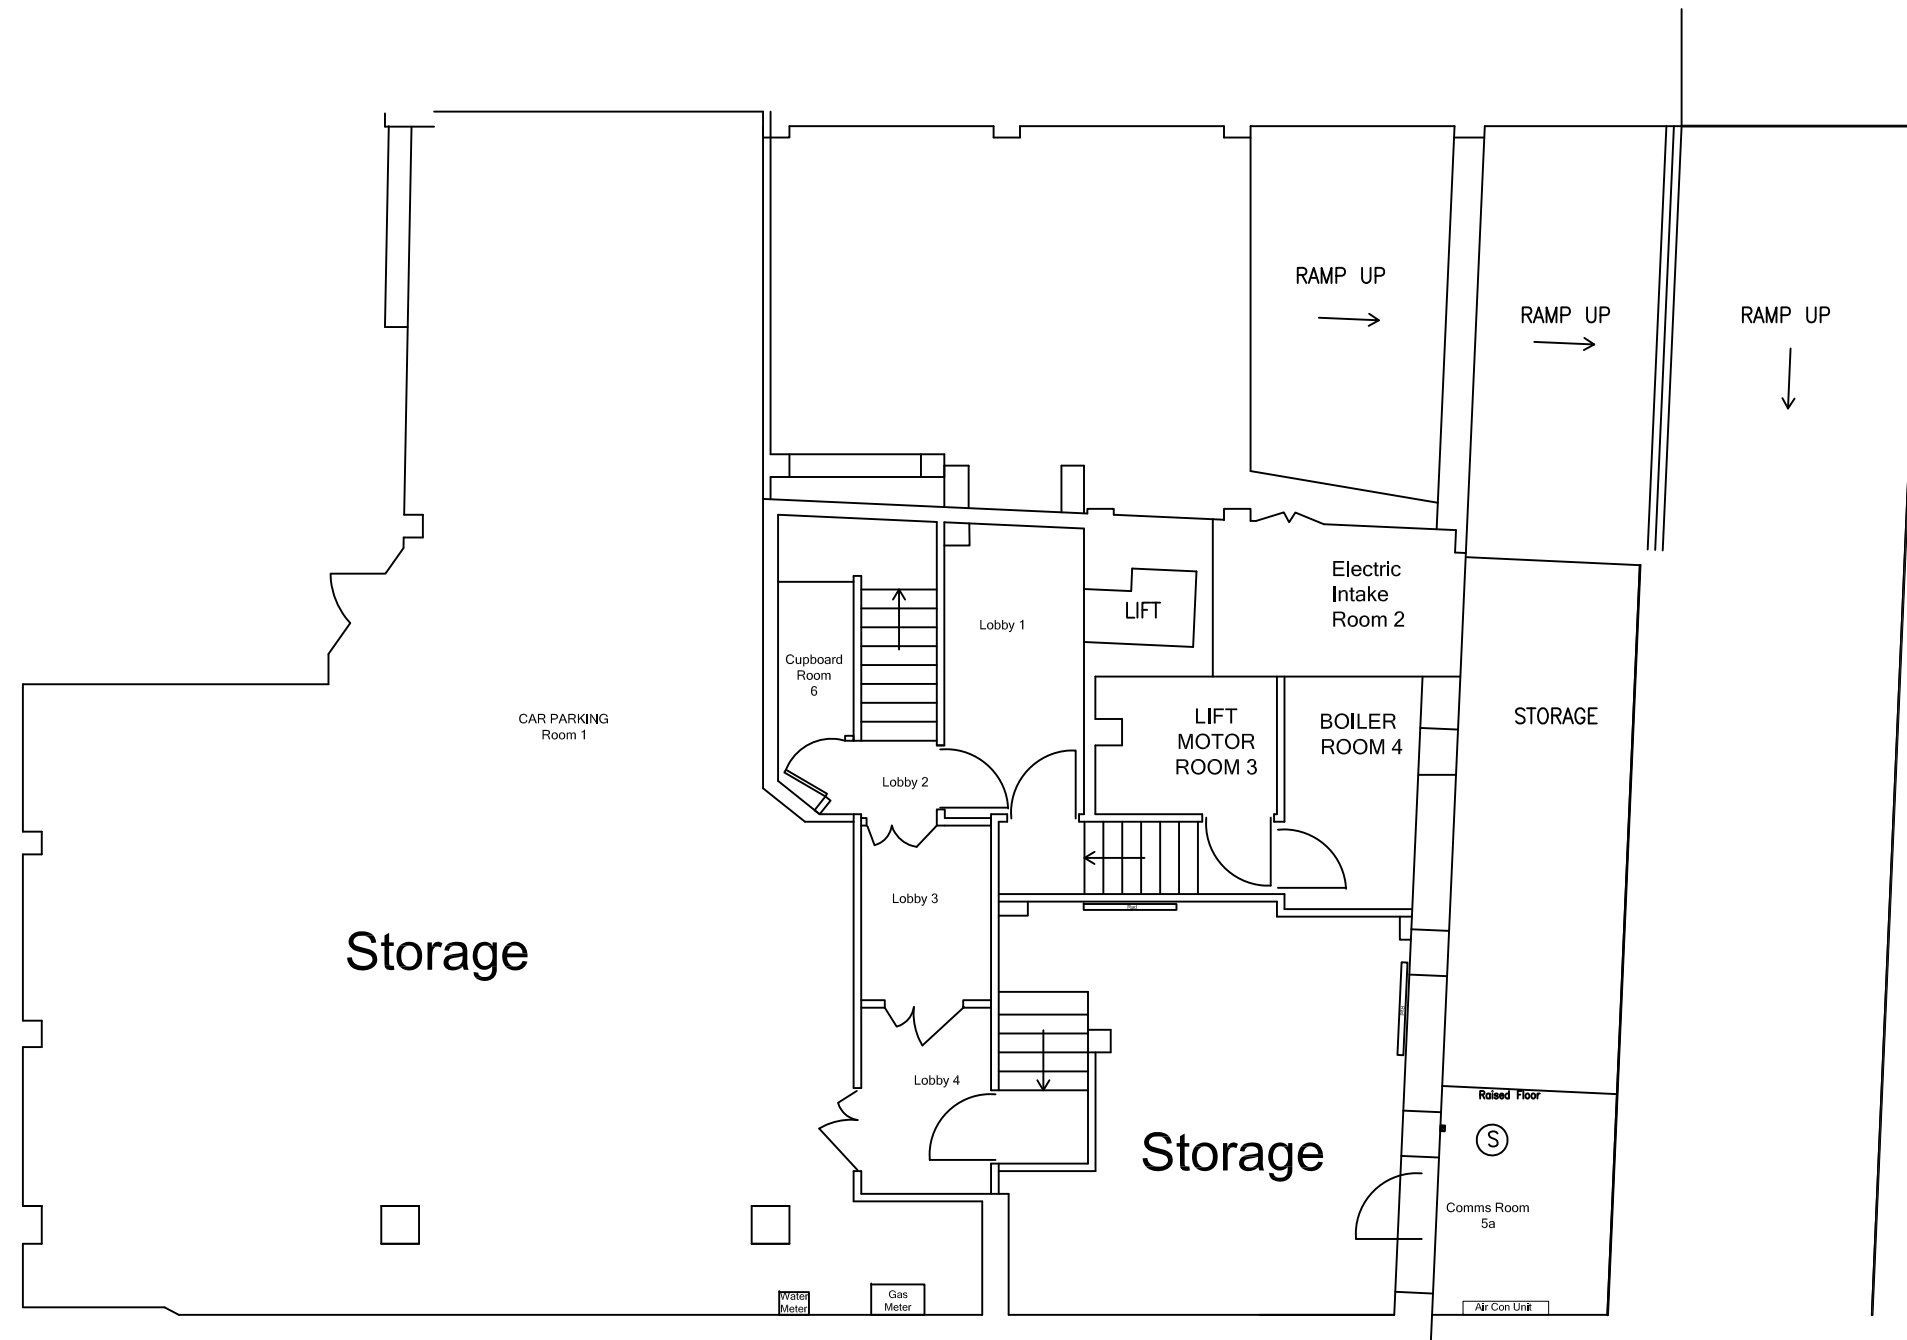 RAMP UP
RAMP UP
RAMP UP
Electric
Intake
Room 2
LIFT
Lobby 1
Cupboard
Room
6
CAR PARKING
Room 1
LIFT
MOTOR
ROOM 3
BOILER
ROOM 4
STORAGE
Lobby 2
Lobby 3
Rad
Storage
Rad
Lobby 4
Raised Floor
S
Storage
Comms Room
5a
Water
Meter
Gas
Meter
Air Con Unit